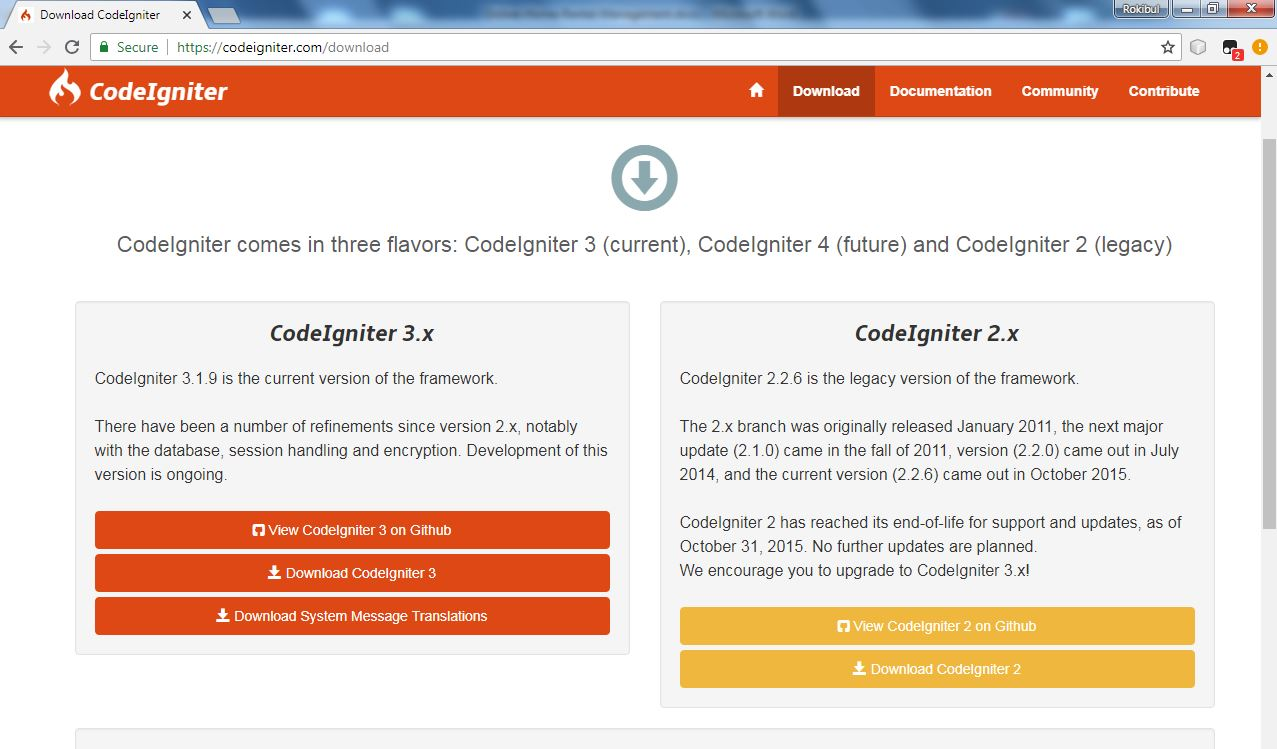 Download CodeIgniter
Rokibul
Secure
https://codeigniter.com/download
2
CodeIgniter
Download
Documentation
Community
Contribute
CodeIgniter comes in three flavors: CodeIgniter 3 (current), CodeIgniter 4 (future) and CodeIgniter 2 (legacy)
CodeIgniter 3.x
CodeIgniter 3.1.9 is the current version of the framework.
There have been a number of refinements since version 2.x, notably
with the database, session handling and encryption. Development of this
version is ongoing.
View CodeIgniter 3 on Github
Download CodeIgniter 3
Download System Message Translations
CodeIgniter 2.x
CodeIgniter 2.2.6 is the legacy version of the framework.
The 2.x branch was originally released January 2011, the next major
update (2.1.0) came in the fall of 2011, version (2.2.0) came out in July
2014, and the current version (2.2.6) came out in October 2015.
CodeIgniter 2 has reached its end-of-life for support and updates, as of
October 31, 2015. No further updates are planned.
We encourage you to upgrade to CodeIgniter 3.x!
View CodeIgniter 2 on Github
Download CodeIgniter 2